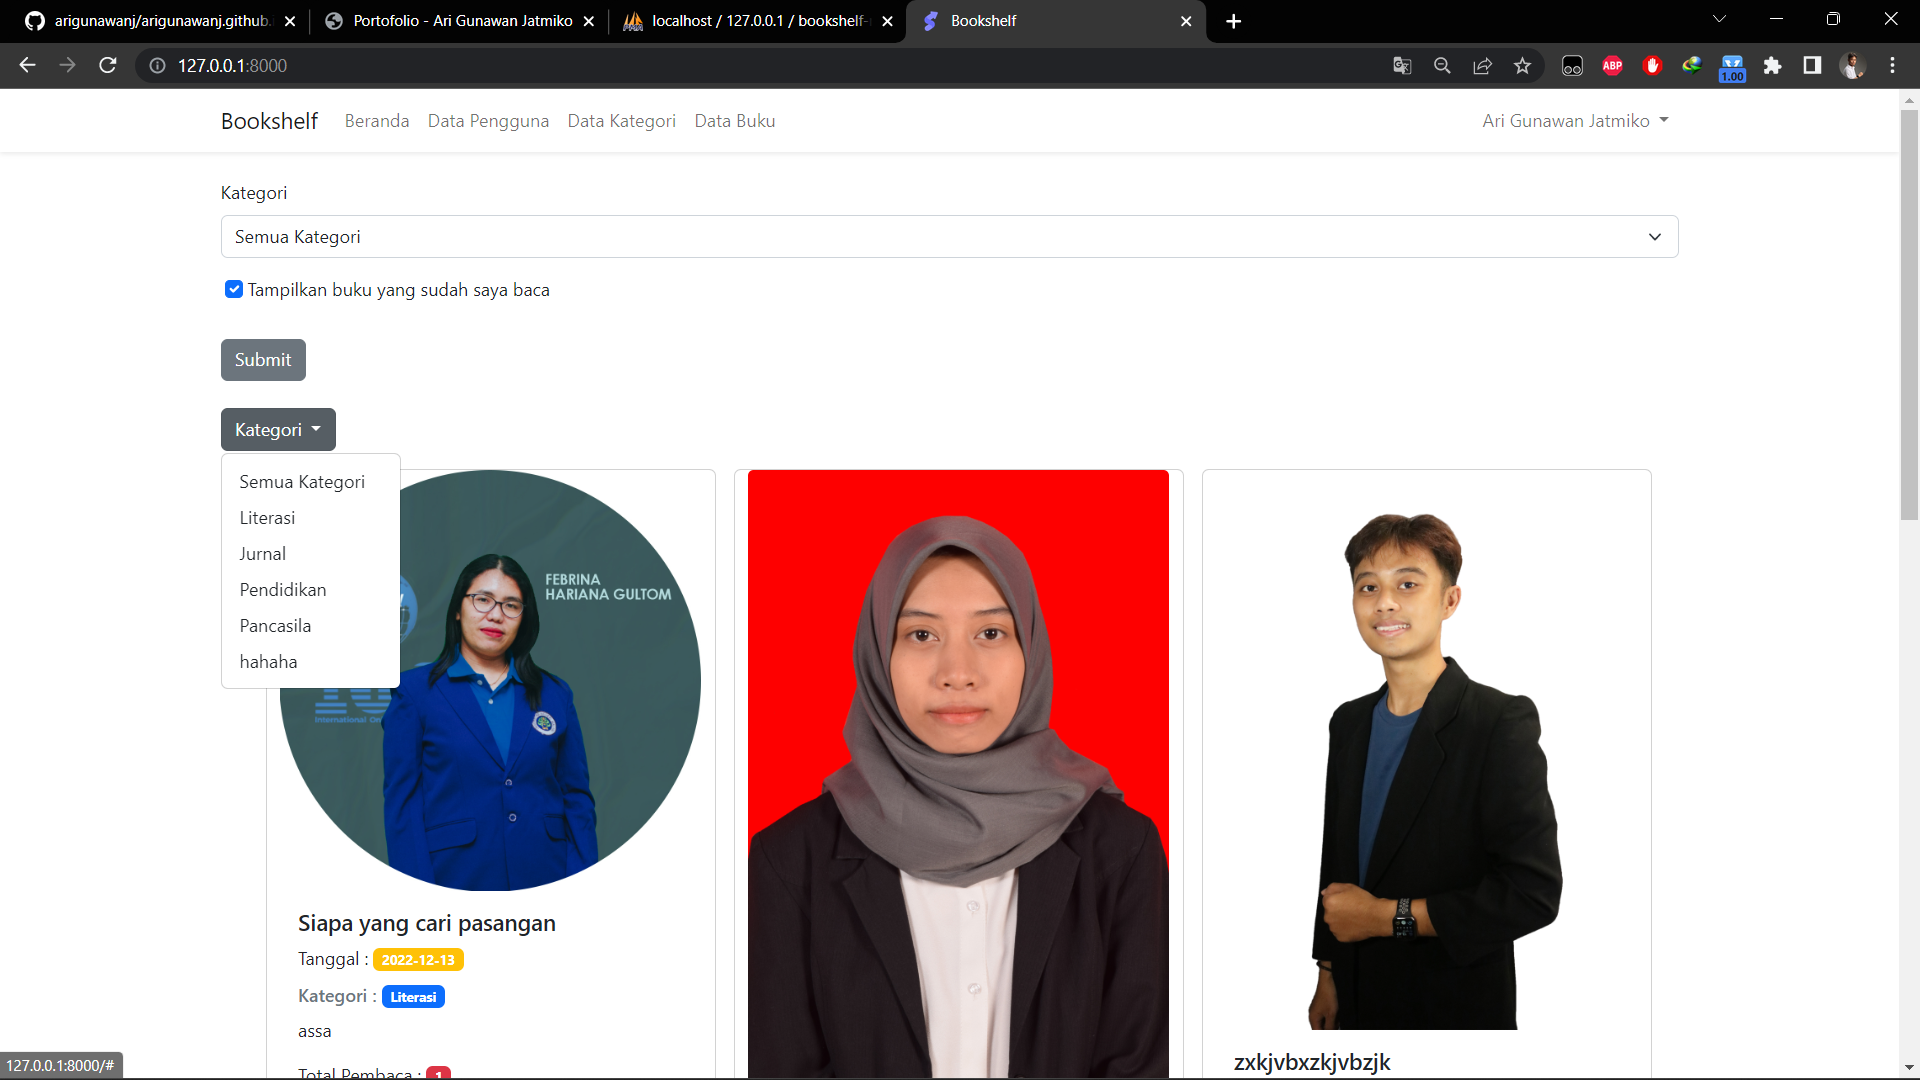 arigunawanj/arigunawanj.github.
Portofolio - Ari Gunawan Jatmiko
localhost / 127.0.0.1 / bookshelf-
Bookshelf
127.0.0.1:8000
ABP
1.00
Bookshelf
Beranda
Data Pengguna
Data Kategori
Data Buku
Ari Gunawan Jatmiko
Kategori
Semua Kategori
Tampilkan buku yang sudah saya baca
Submit
Kategori
Semua Kategori
Literasi
Jurnal
Pendidikan
Pancasila
hahaha
FEBRINA
HARIANA GULTOM
International On
Siapa yang cari pasangan
Tanggal : 2022-12-13
Kategori : Literasi
assa
Total Pembaca : 1
zxkjvbxzkjvbzjk
127.0.0.1:8000/#